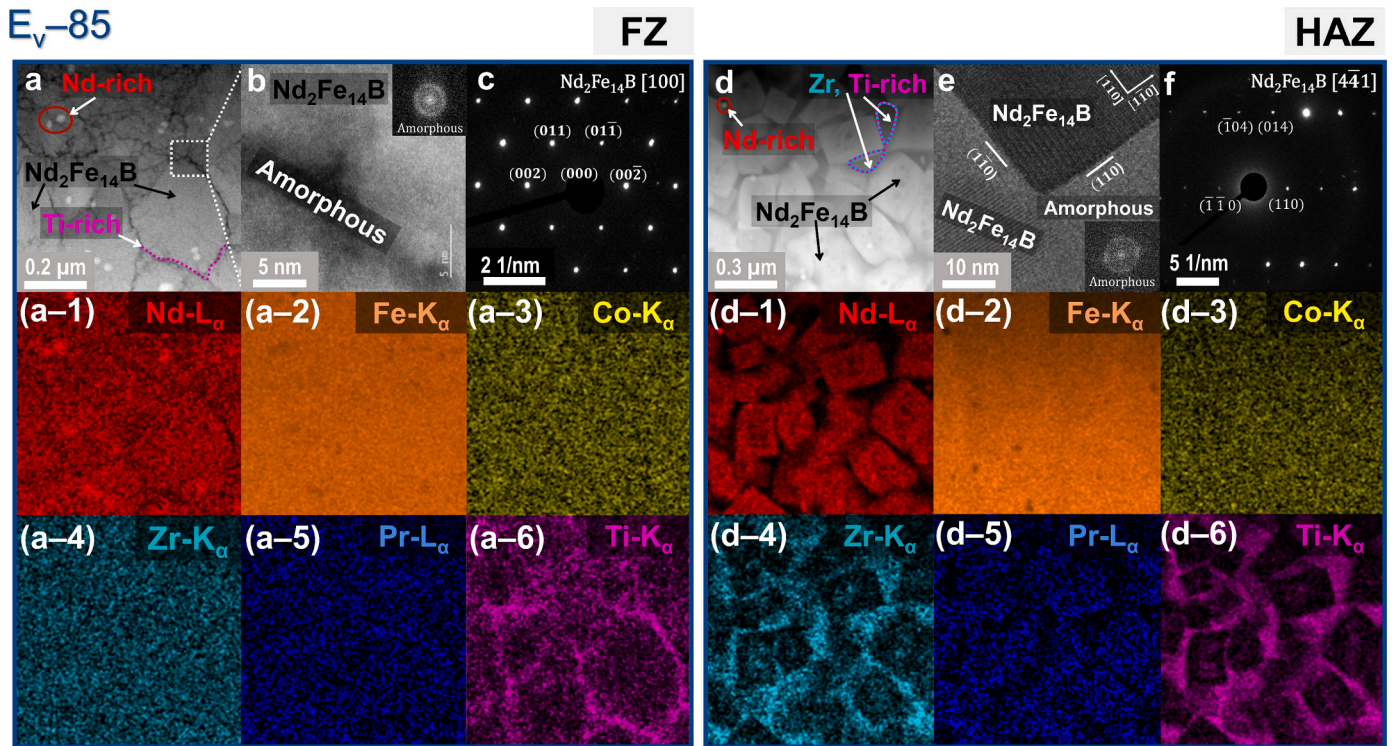 Eᵥ–85
FZ
HAZ
a
Nd-rich
Nd₂Fe₁₄B
Ti-rich
0.2 µm
b
Nd₂Fe₁₄B
Amorphous
Amorphous
5 nm
5 nm
c
Nd₂Fe₁₄B [100]
(011) (011̅)
(002) (000) (002̅)
2 1/nm
d
Zr, Ti-rich
Nd-rich
Nd₂Fe₁₄B
0.3 µm
e
[1̅10]
[110]
Nd₂Fe₁₄B
(11̅0)
(110)
Nd₂Fe₁₄B
Amorphous
Amorphous
10 nm
f
Nd₂Fe₁₄B [44̅1]
(1̅04) (014)
(1̅ 1̅ 0) (110)
5 1/nm
(a–1) Nd-Lα
(a–2) Fe-Kα
(a–3) Co-Kα
(d–1) Nd-Lα
(d–2) Fe-Kα
(d–3) Co-Kα
(a–4) Zr-Kα
(a–5) Pr-Lα
(a–6) Ti-Kα
(d–4) Zr-Kα
(d–5) Pr-Lα
(d–6) Ti-Kα